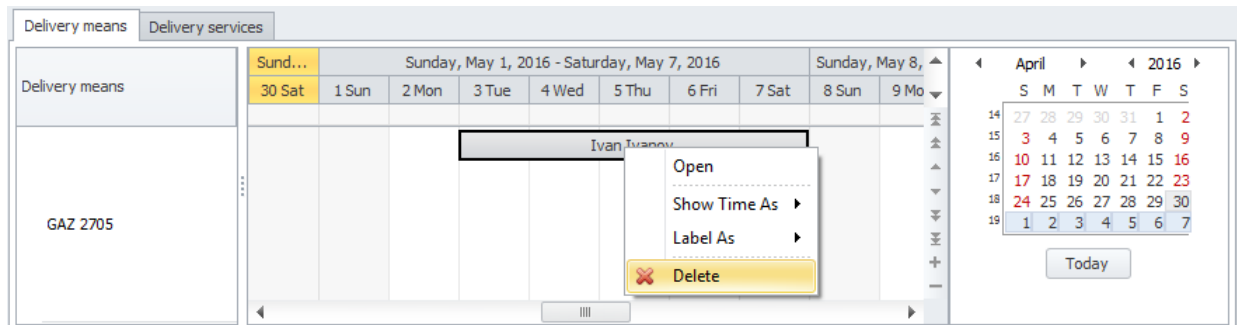 Delivery means Delivery services
Sund... Sunday, May 1, 2016 - Saturday, May 7, 2016 Sunday, May 8,
Delivery means
30 Sat 1 Sun 2 Mon 3 Tue 4 Wed 5 Thu 6 Fri 7 Sat 8 Sun 9 Mo
Ivan Ivanov
GAZ 2705
Open
Show Time As
Label As
Delete
April 2016
S M T W T F S
14 27 28 29 30 31 1 2
15 3 4 5 6 7 8 9
16 10 11 12 13 14 15 16
17 17 18 19 20 21 22 23
18 24 25 26 27 28 29 30
19 1 2 3 4 5 6 7
Today